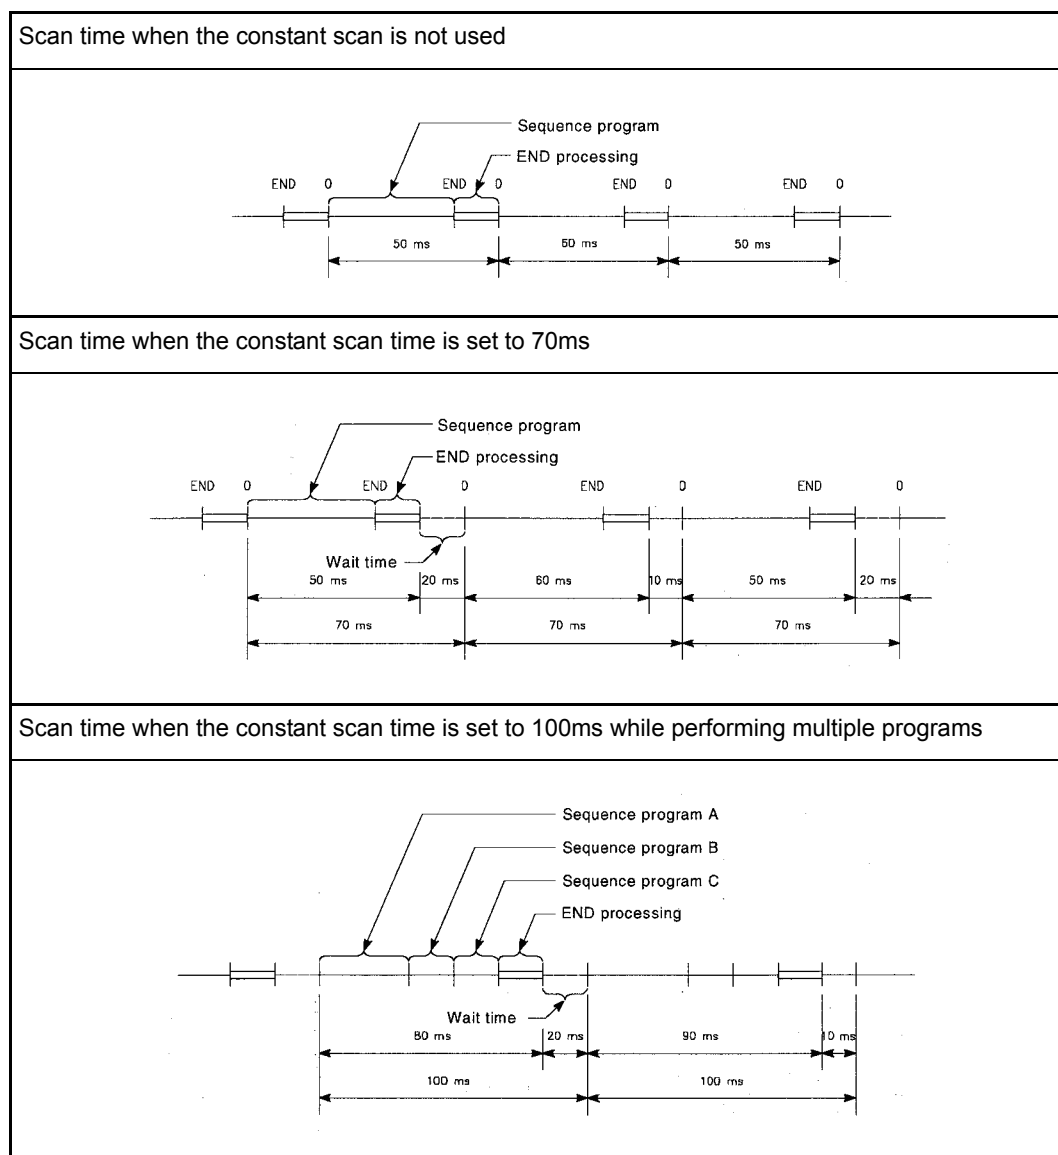 Scan time when the constant scan is not used
Sequence program
END processing
END 0 END 0 END 0 END 0
50 ms 60 ms 50 ms
Scan time when the constant scan time is set to 70ms
Sequence program
END processing
END 0 END 0 END 0 END 0
Wait time
50 ms 20 ms 60 ms 10 ms 50 ms 20 ms
70 ms 70 ms 70 ms
Scan time when the constant scan time is set to 100ms while performing multiple programs
Sequence program A
Sequence program B
Sequence program C
END processing
Wait time
80 ms 20 ms 90 ms 10 ms
100 ms 100 ms